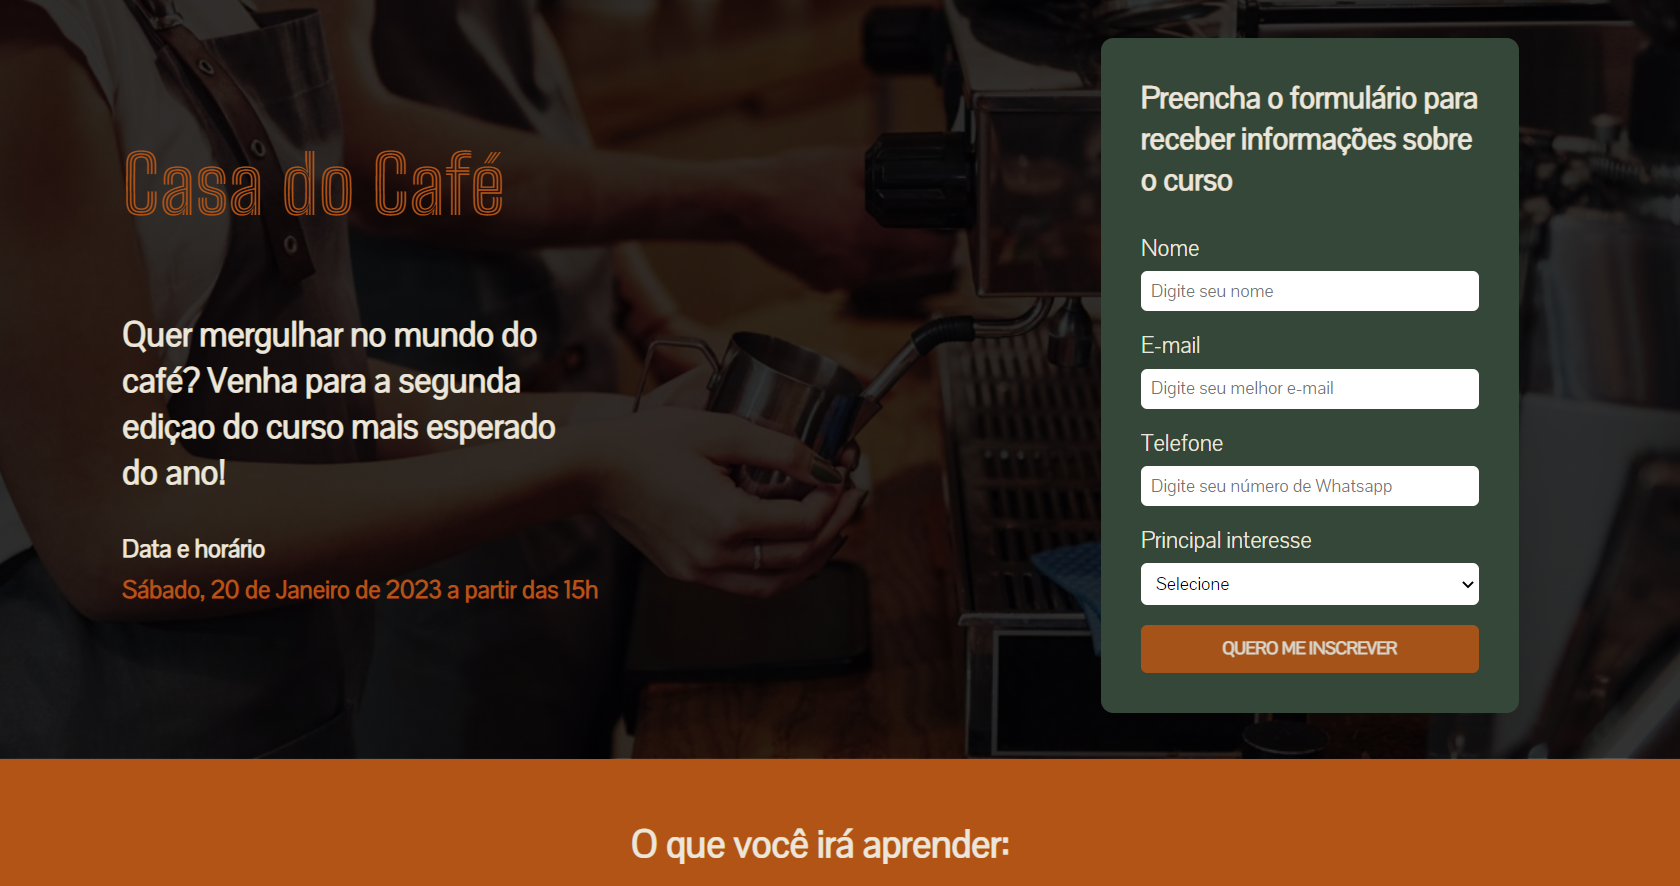 Casa do Café
Quer mergulhar no mundo do
café? Venha para a segunda
ediçao do curso mais esperado
do ano!
Data e horário
Sábado, 20 de Janeiro de 2023 a partir das 15h
Preencha o formulário para
receber informações sobre
o curso
Nome
Digite seu nome
E-mail
Digite seu melhor e-mail
Telefone
Digite seu número de Whatsapp
Principal interesse
Selecione
QUERO ME INSCREVER
O que você irá aprender: